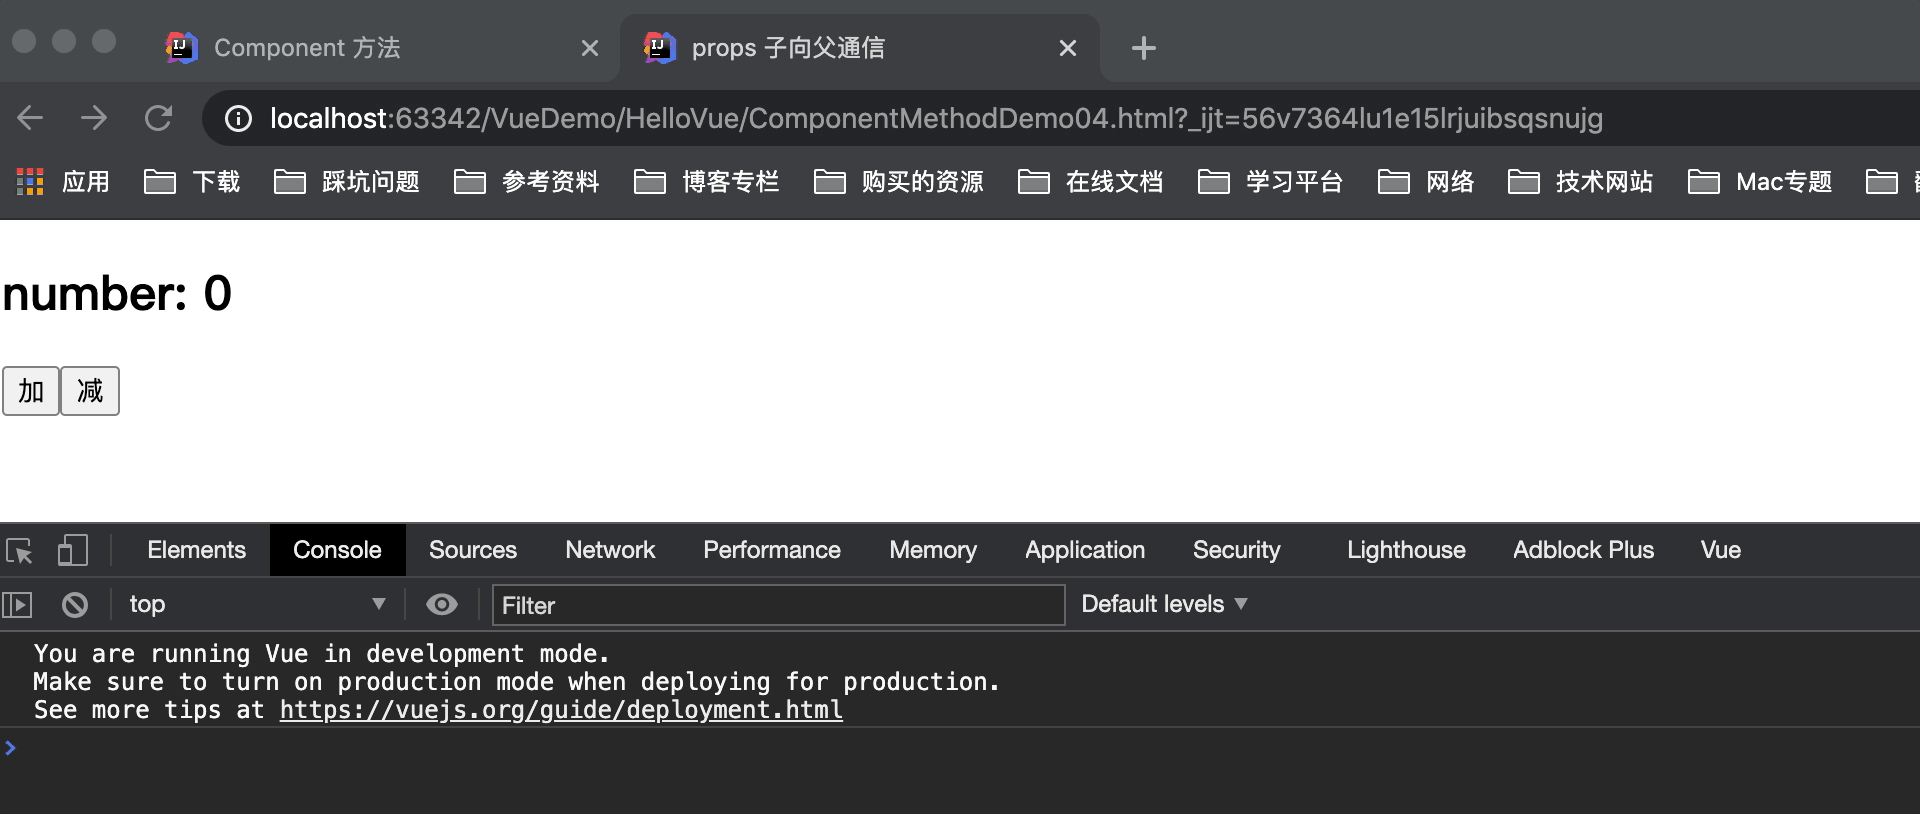 Component 方法
props 子向父通信
localhost:63342/VueDemo/HelloVue/ComponentMethodDemo04.html?_ijt=56v7364lu1e15lrjuibsqsnujg
应用 下载 踩坑问题 参考资料 博客专栏 购买的资源 在线文档 学习平台 网络 技术网站 Mac专题
number: 0
加 减
Elements Console Sources Network Performance Memory Application Security Lighthouse Adblock Plus Vue
top Filter Default levels
You are running Vue in development mode.
Make sure to turn on production mode when deploying for production.
See more tips at https://vuejs.org/guide/deployment.html